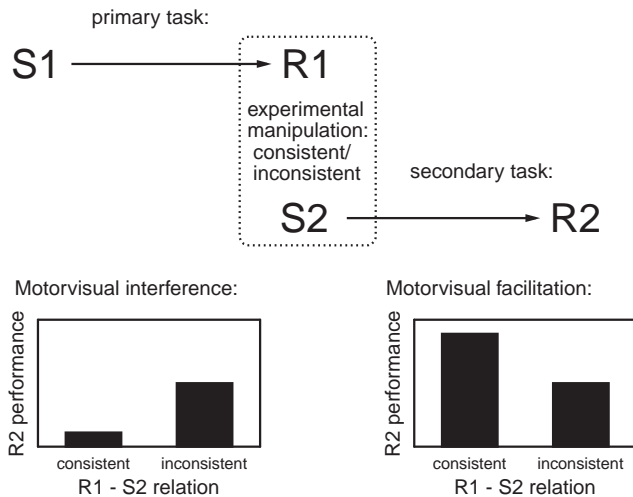 primary task:
S1
R1
experimental
manipulation:
consistent/
inconsistent
secondary task:
S2
R2
Motorvisual interference:
R2 performance
consistent
inconsistent
R1 - S2 relation
Motorvisual facilitation:
R2 performance
consistent
inconsistent
R1 - S2 relation